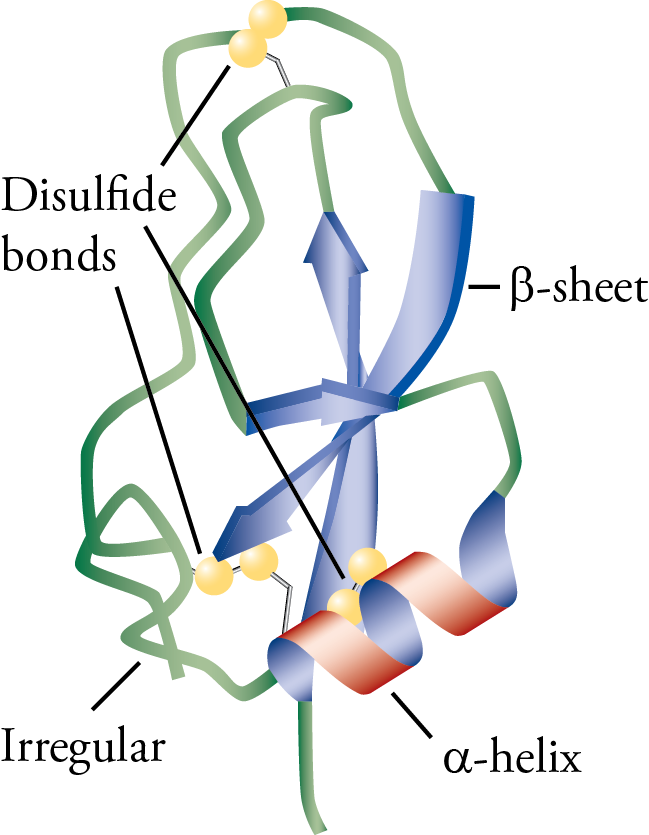 Disulfide
bonds
β-sheet
Irregular
α-helix